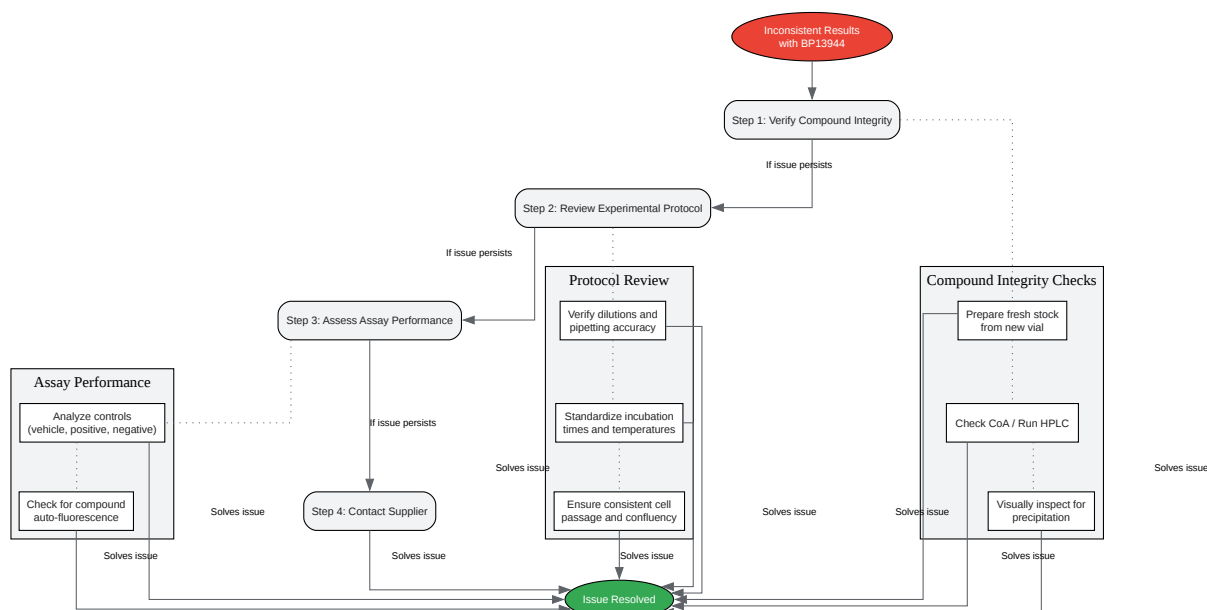 Inconsistent Results
with BP13944
Step 1: Verify Compound Integrity
If issue persists
Step 2: Review Experimental Protocol
If issue persists
Protocol Review
Compound Integrity Checks
Verify dilutions and
pipetting accuracy
Prepare fresh stock
from new vial
Step 3: Assess Assay Performance
Assay Performance
Analyze controls
(vehicle, positive, negative)
If issue persists
Standardize incubation
times and temperatures
Check CoA / Run HPLC
Solves issue
Solves issue
Check for compound
auto-fluorescence
Solves issue
Step 4: Contact Supplier
Ensure consistent cell
passage and confluency
Solves issue
Solves issue
Visually inspect for
precipitation
Solves issue
Solves issue
Solves issue
Solves issue
Issue Resolved